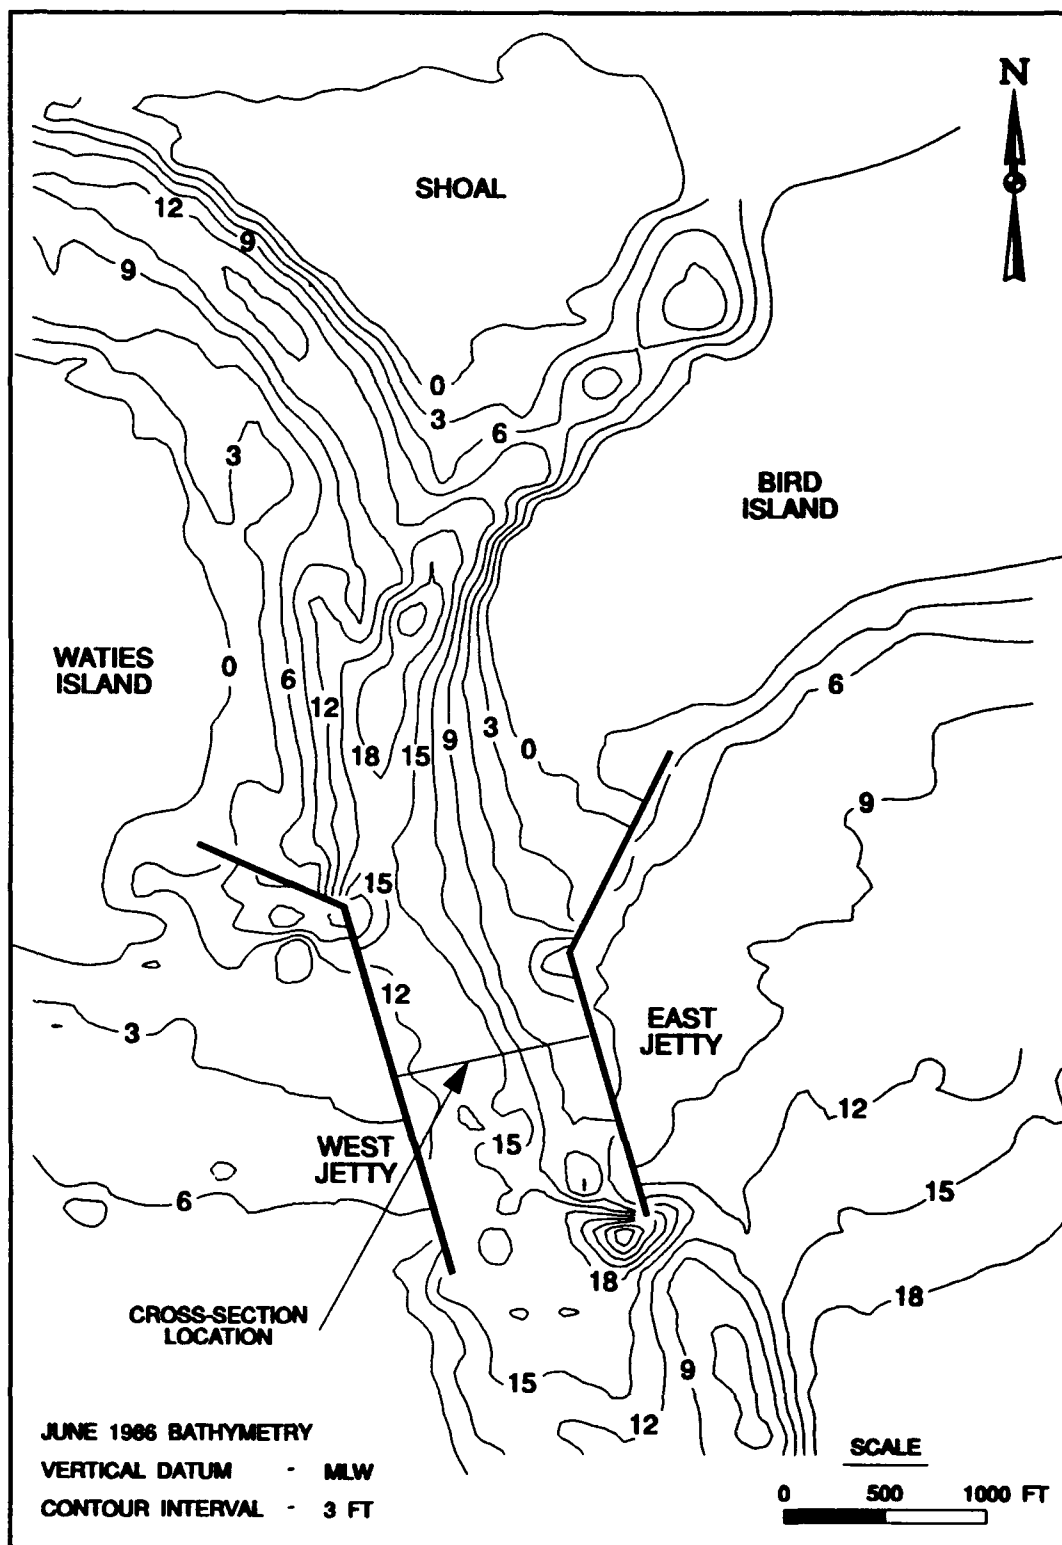 N
SHOAL
12
9
9
0
3
6
3
BIRD
ISLAND
WATIES
ISLAND
0
6
12
18
15
9
3
0
6
9
15
12
3
EAST
JETTY
12
15
WEST
JETTY
6
15
18
18
CROSS-SECTION
LOCATION
15
9
12
JUNE 1986 BATHYMETRY
VERTICAL DATUM - MLW
CONTOUR INTERVAL - 3 FT
SCALE
0 500 1000 FT